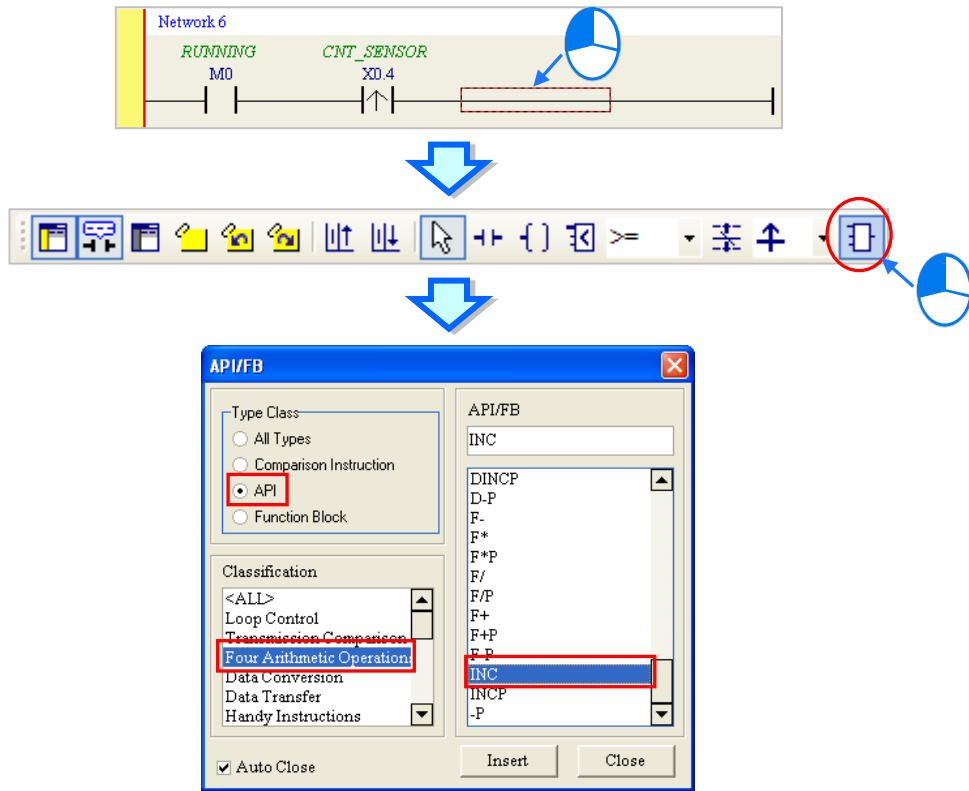 Network 6
RUNNING CNT_SENSOR
M0 X0.4
>=
API/FB
Type Class
All Types
Comparison Instruction
API
Function Block
Classification
<ALL>
Loop Control
Transmission Comparison
Four Arithmetic Operation
Data Conversion
Data Transfer
Handy Instructions
Auto Close
API/FB
INC
DINCP
D-P
F-
F*
F*P
F/
F/P
F+
F+P
F-P
INC
INCP
-P
Insert Close